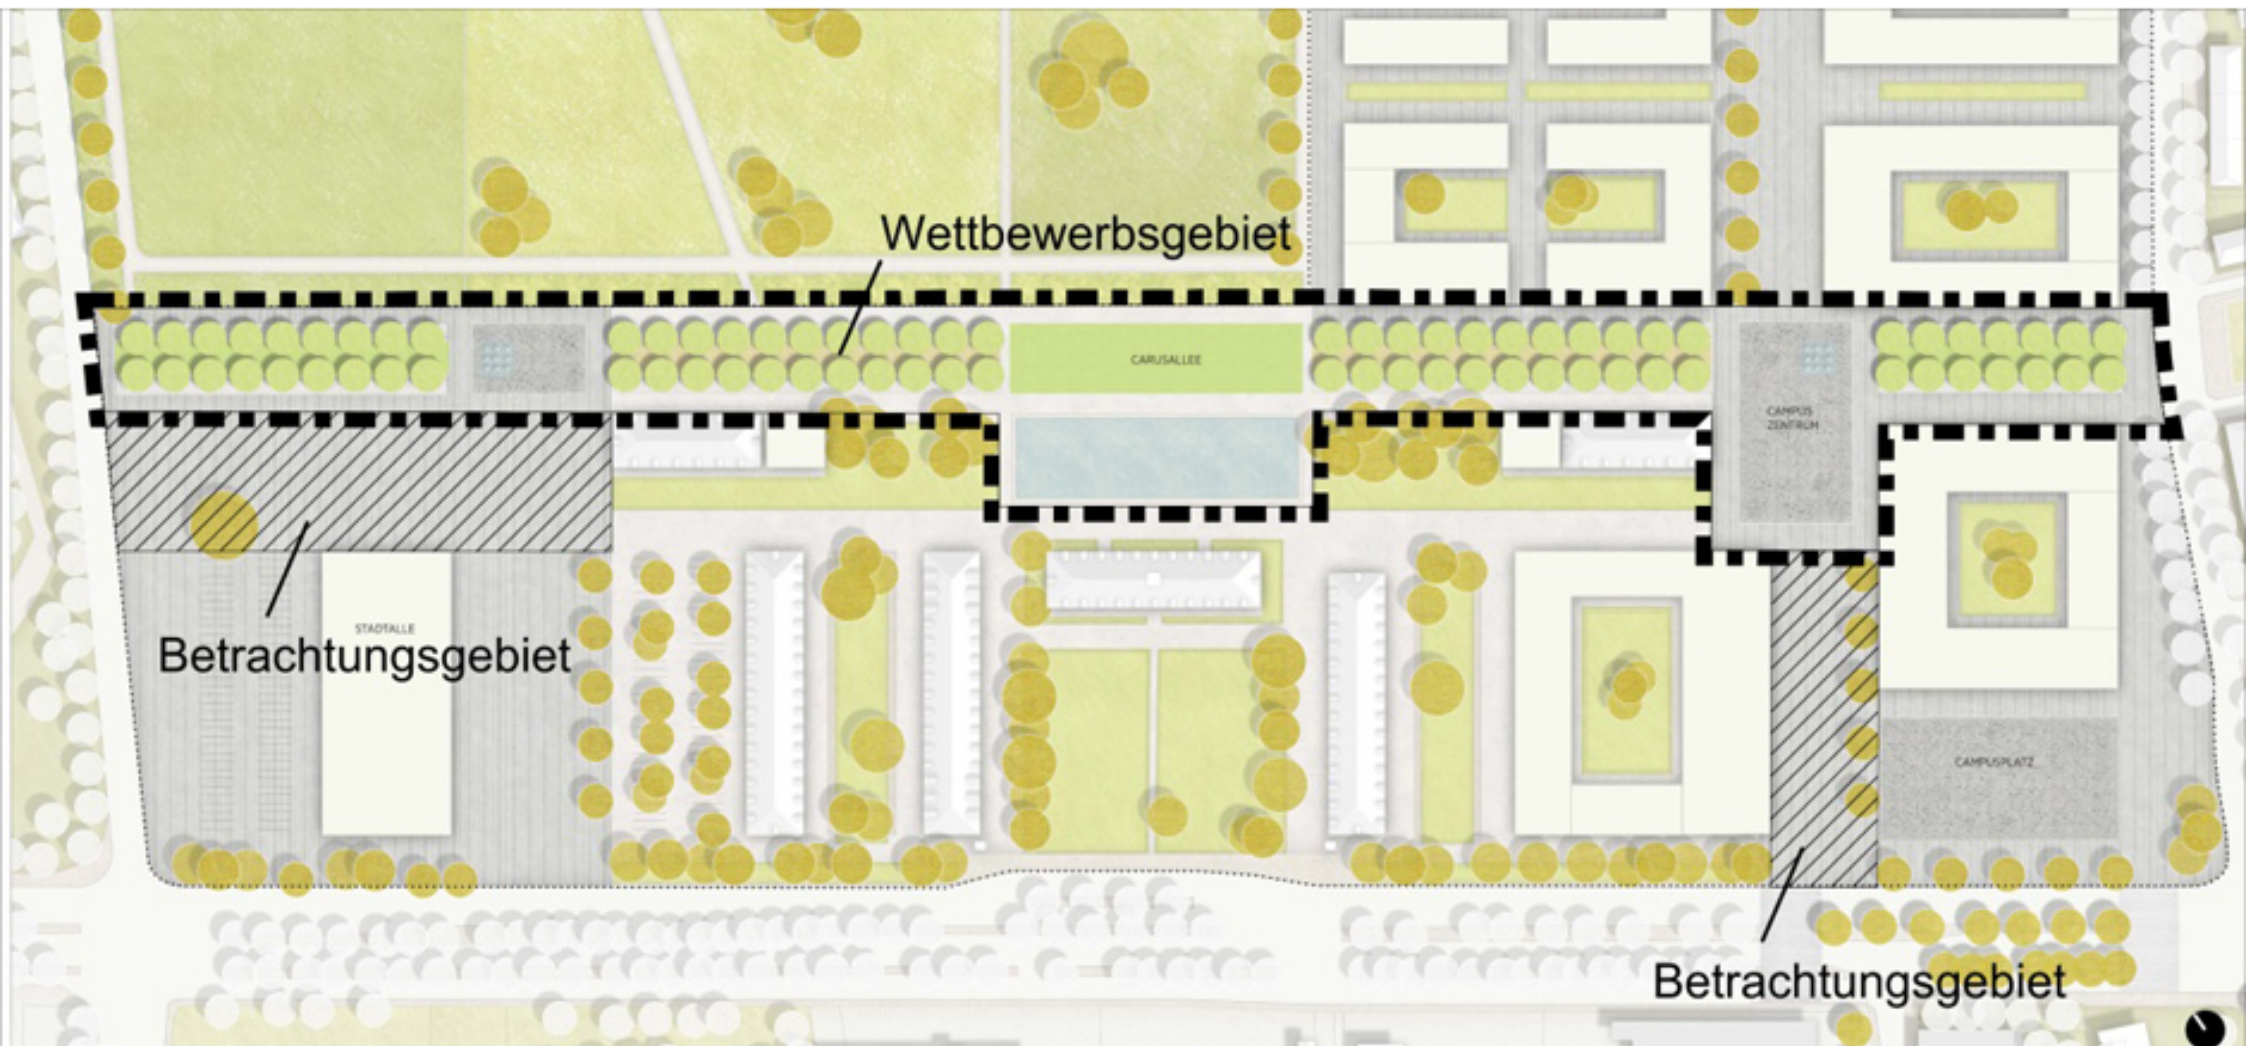 Wettbewerbsgebiet
CARUSALLEE
CAMPUS
ZENTRUM
STADTALLE
Betrachtungsgebiet
CAMPUSPLATZ
Betrachtungsgebiet